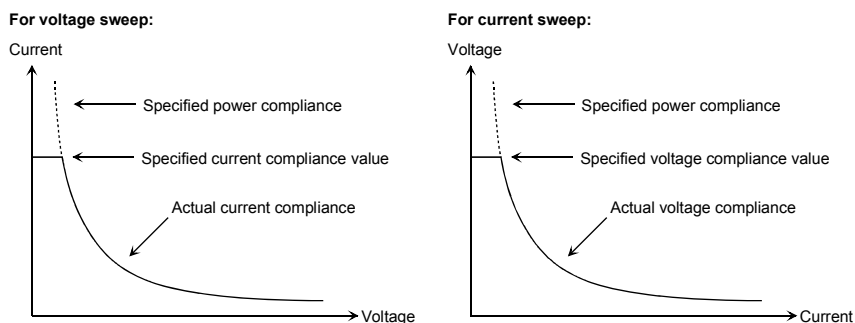 For voltage sweep:
Current
Specified power compliance
Specified current compliance value
Actual current compliance
Voltage
For current sweep:
Voltage
Specified power compliance
Specified voltage compliance value
Actual voltage compliance
Current